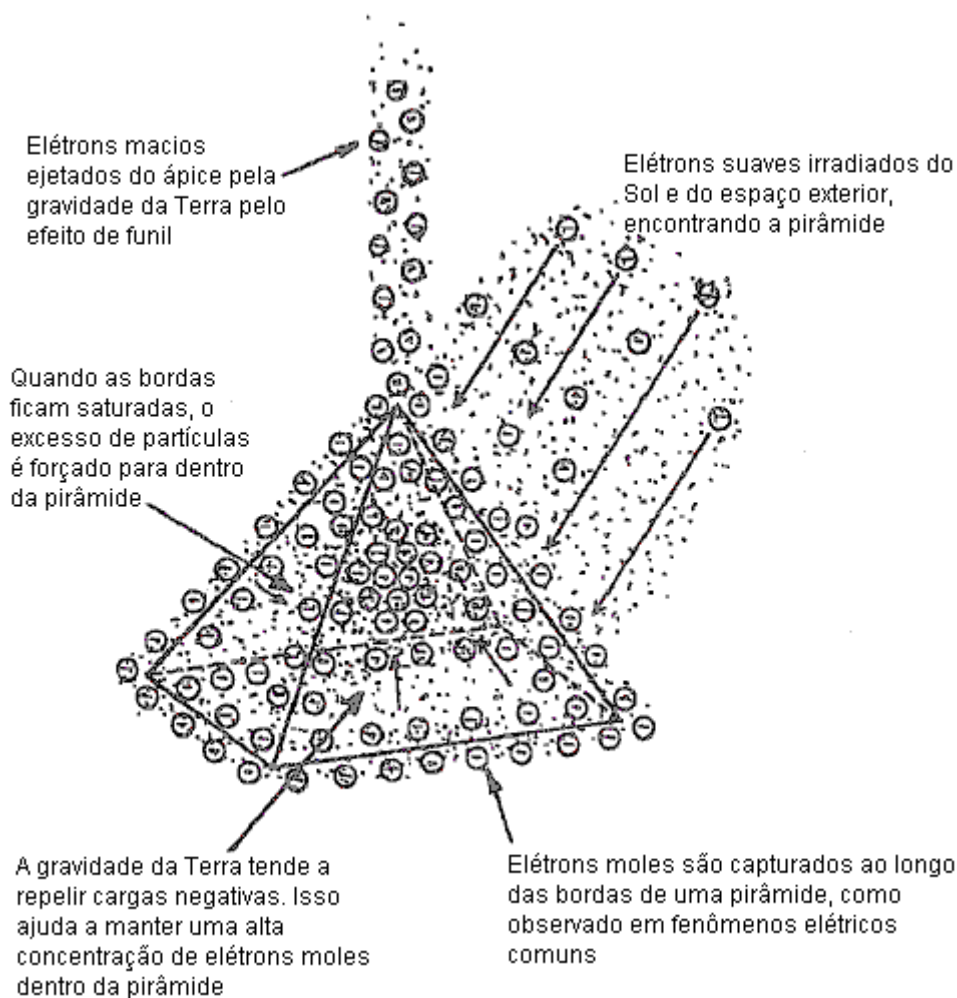 Elétrons macios
ejetados do ápice pela
gravidade da Terra pelo
efeito de funil
Elétrons suaves irradiados do
Sol e do espaço exterior,
encontrando a pirâmide
Quando as bordas
ficam saturadas, o
excesso de partículas
é forçado para dentro
da pirâmide
A gravidade da Terra tende a
repelir cargas negativas. Isso
ajuda a manter uma alta
concentração de elétrons moles
dentro da pirâmide
Elétrons moles são capturados ao longo
das bordas de uma pirâmide, como
observado em fenômenos elétricos
comuns